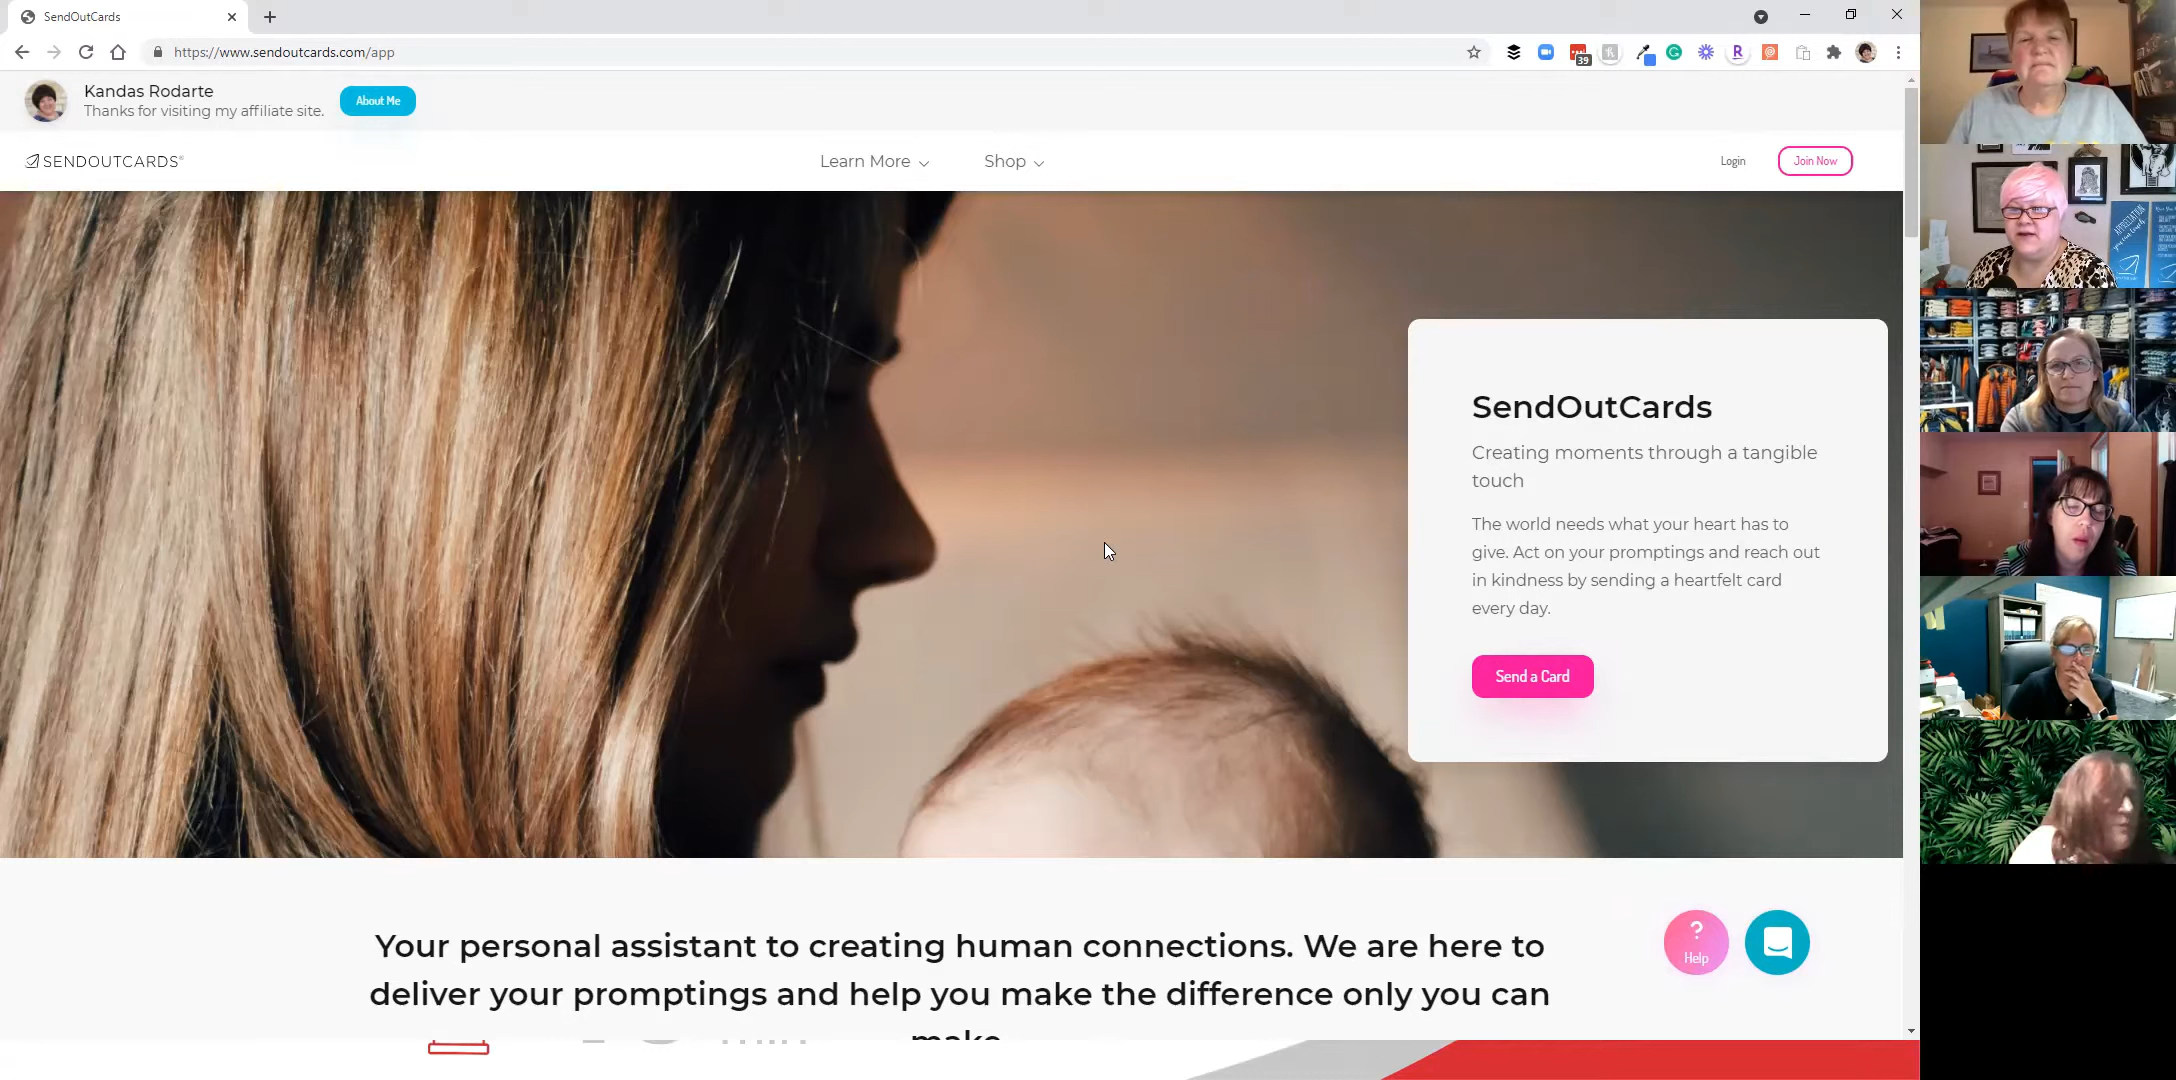 SendOutCards
https://www.sendoutcards.com/app
39
Kandas Rodarte
Thanks for visiting my affiliate site.
About Me
SENDOUTCARDS®
Learn More
Shop
Login
Join Now
SendOutCards
Creating moments through a tangible
touch
The world needs what your heart has to
give. Act on your promptings and reach out
in kindness by sending a heartfelt card
every day.
Send a Card
Your personal assistant to creating human connections. We are here to
deliver your promptings and help you make the difference only you can
make
?
Help
APPRECIATION